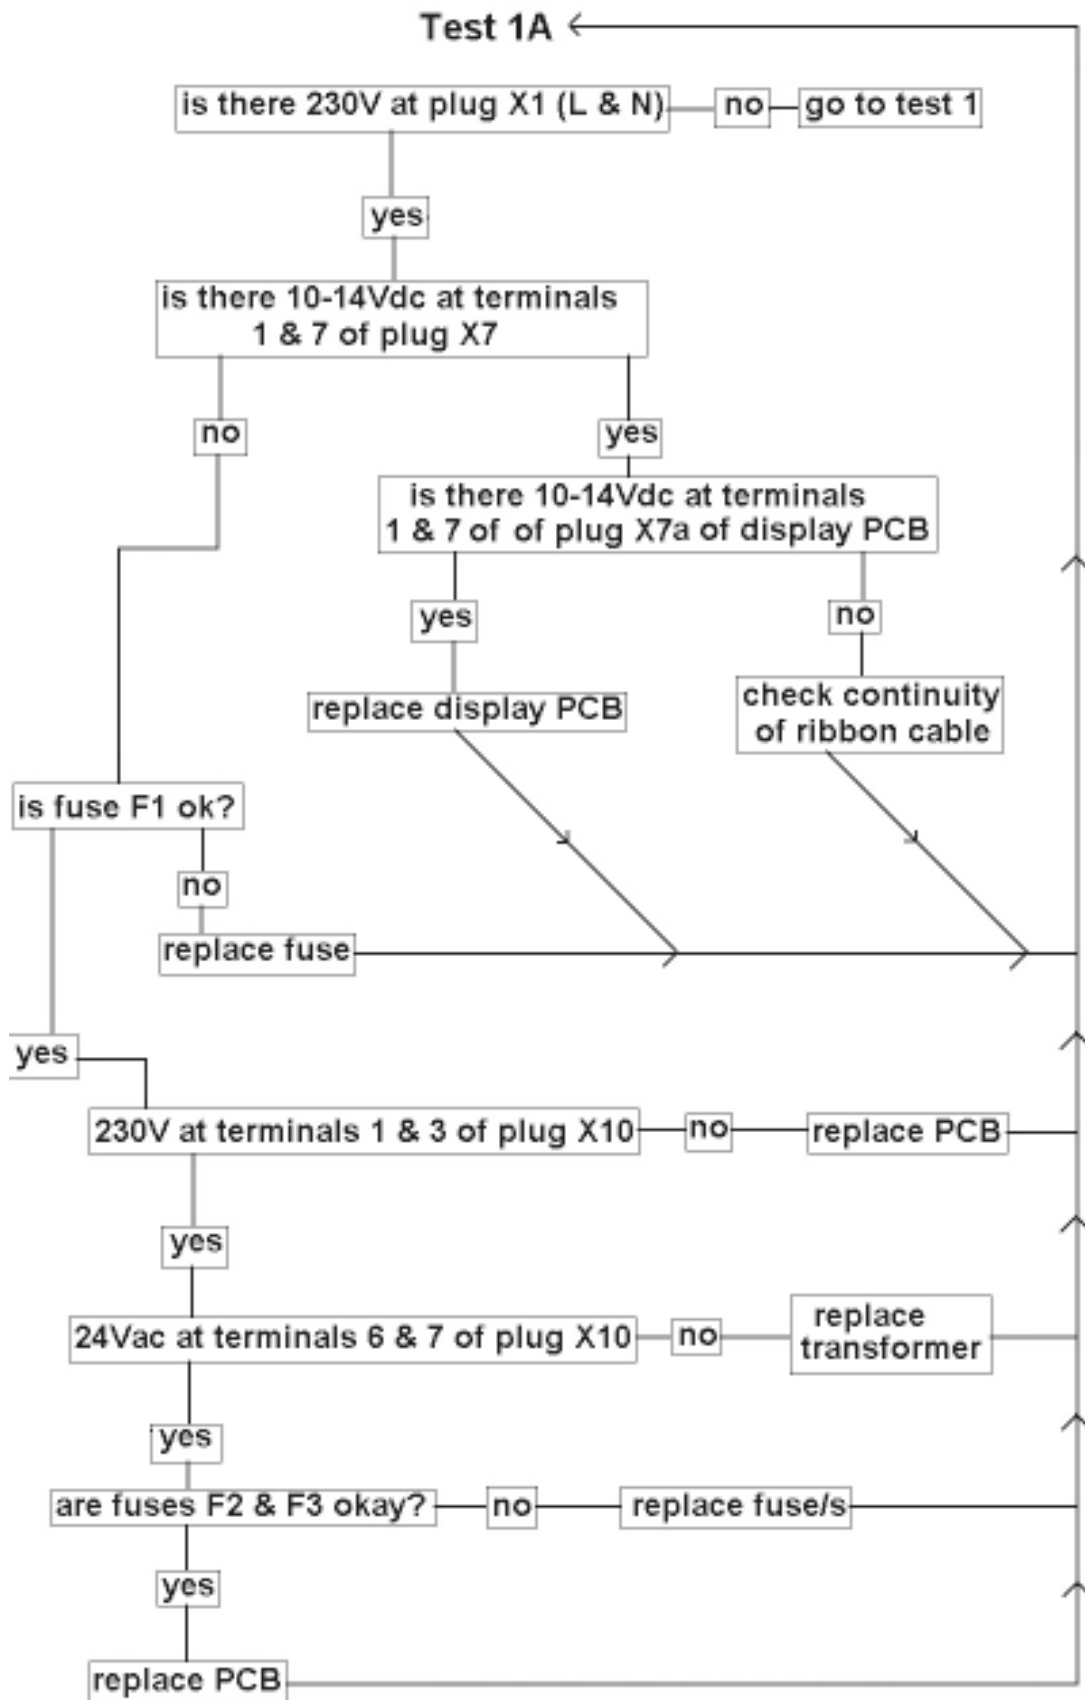 Test 1A
is there 230V at plug X1 (L & N)
no
go to test 1
yes
is there 10-14Vdc at terminals
1 & 7 of plug X7
no
yes
is there 10-14Vdc at terminals
1 & 7 of of plug X7a of display PCB
yes
no
replace display PCB
check continuity
of ribbon cable
is fuse F1 ok?
no
replace fuse
yes
230V at terminals 1 & 3 of plug X10
no
replace PCB
yes
24Vac at terminals 6 & 7 of plug X10
no
replace
transformer
yes
are fuses F2 & F3 okay?
no
replace fuse/s
yes
replace PCB